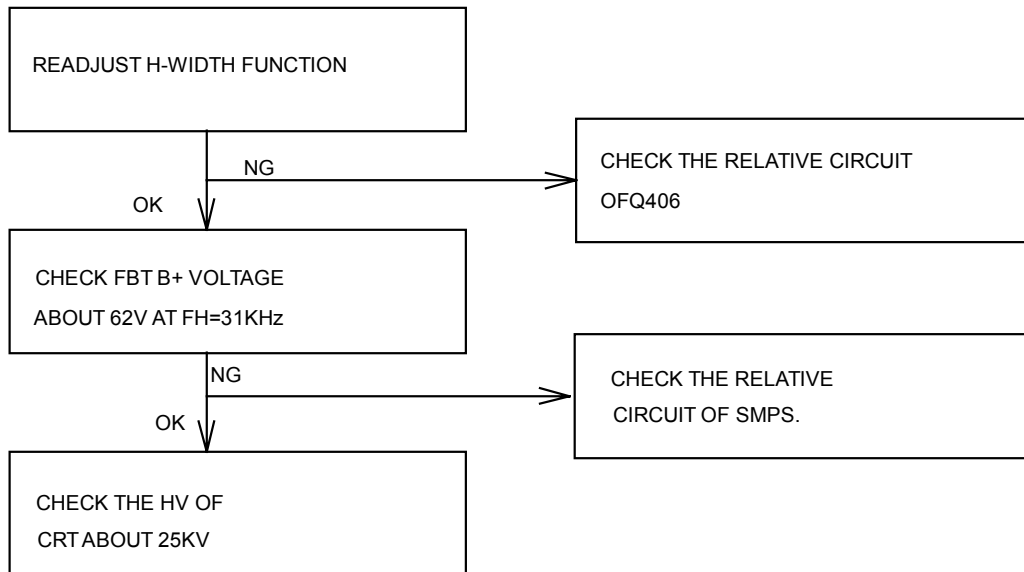 READJUST H-WIDTH FUNCTION
NG
CHECK THE RELATIVE CIRCUIT
OFQ406
OK
CHECK FBT B+ VOLTAGE
ABOUT 62V AT FH=31KHz
NG
CHECK THE RELATIVE
CIRCUIT OF SMPS.
OK
CHECK THE HV OF
CRT ABOUT 25KV